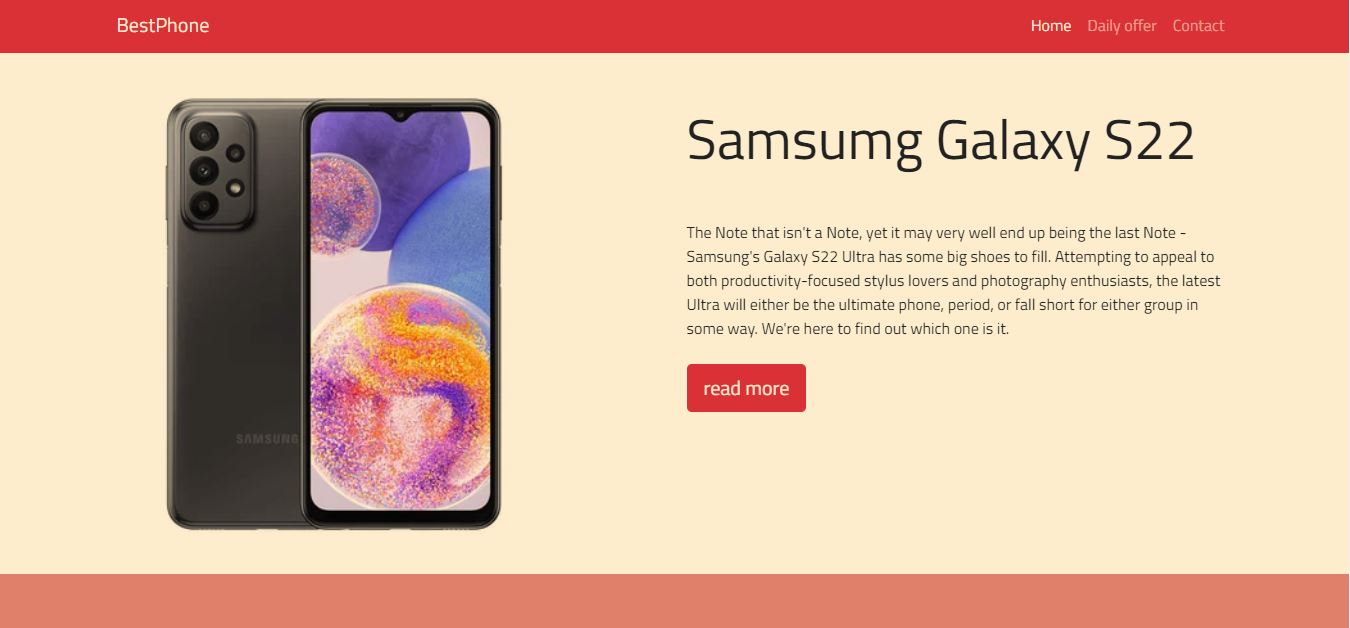 BestPhone
Home Daily offer Contact
Samsumg Galaxy S22
The Note that isn't a Note, yet it may very well end up being the last Note -
Samsung's Galaxy S22 Ultra has some big shoes to fill. Attempting to appeal to
both productivity-focused stylus lovers and photography enthusiasts, the latest
Ultra will either be the ultimate phone, period, or fall short for either group in
some way. We're here to find out which one is it.
read more
SAMSUNG